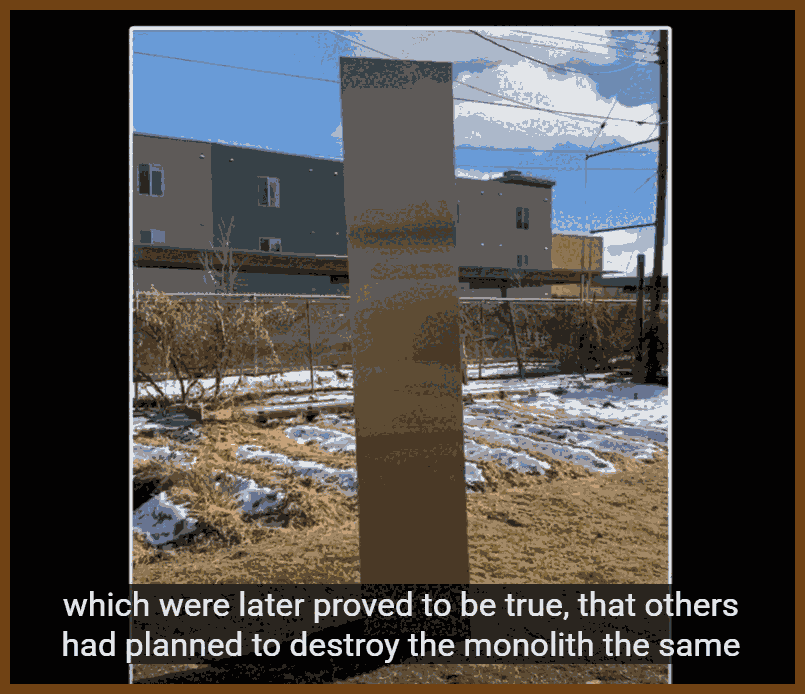 which were later proved to be true, that others
had planned to destroy the monolith the same